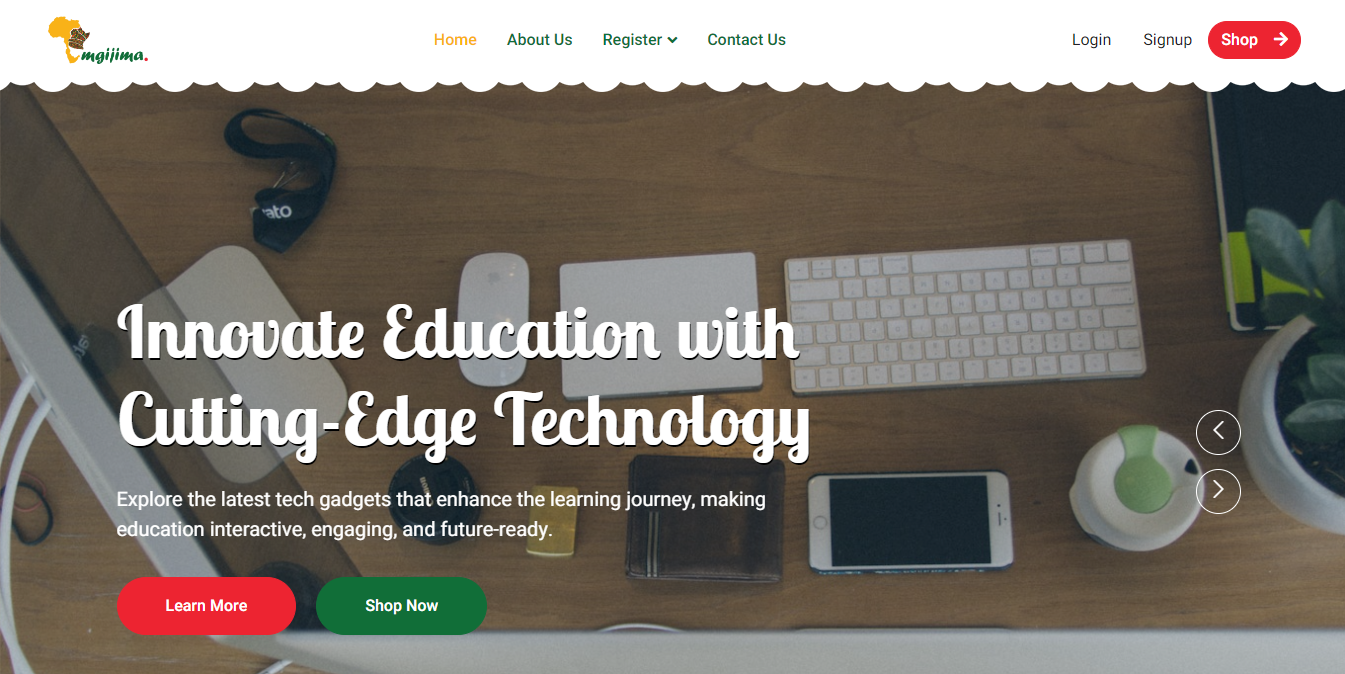 mgijima.
Home
About Us
Register
Contact Us
Login
Signup
Shop
Innovate Education with
Cutting-Edge Technology
Explore the latest tech gadgets that enhance the learning journey, making
education interactive, engaging, and future-ready.
Learn More
Shop Now